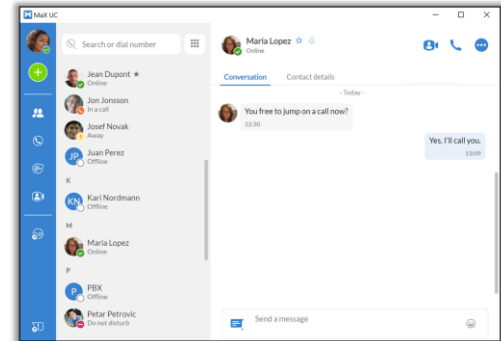 MaX UC
Search or dial number
Jean Dupont ★
Online
Jon Jonsson
In a call
Josef Novak
Away
JP
Juan Perez
Offline
K
KN
Kari Nordmann
Offline
M
Maria Lopez
Online
P
P
PBX
Offline
Petar Petrovic
Do not disturb
Maria Lopez
Online
Conversation
Contact details
- Today -
You free to jump on a call now?
12:30
Yes, I'll call you.
13:09
Send a message